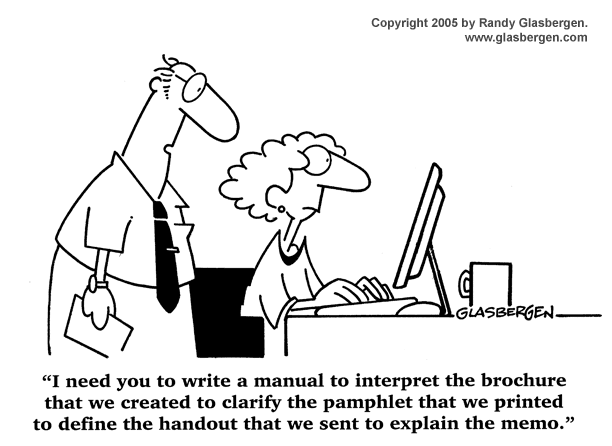 Copyright 2005 by Randy Glasbergen.
www.glasbergen.com
GLASBERGEN
“I need you to write a manual to interpret the brochure
that we created to clarify the pamphlet that we printed
to define the handout that we sent to explain the memo.”